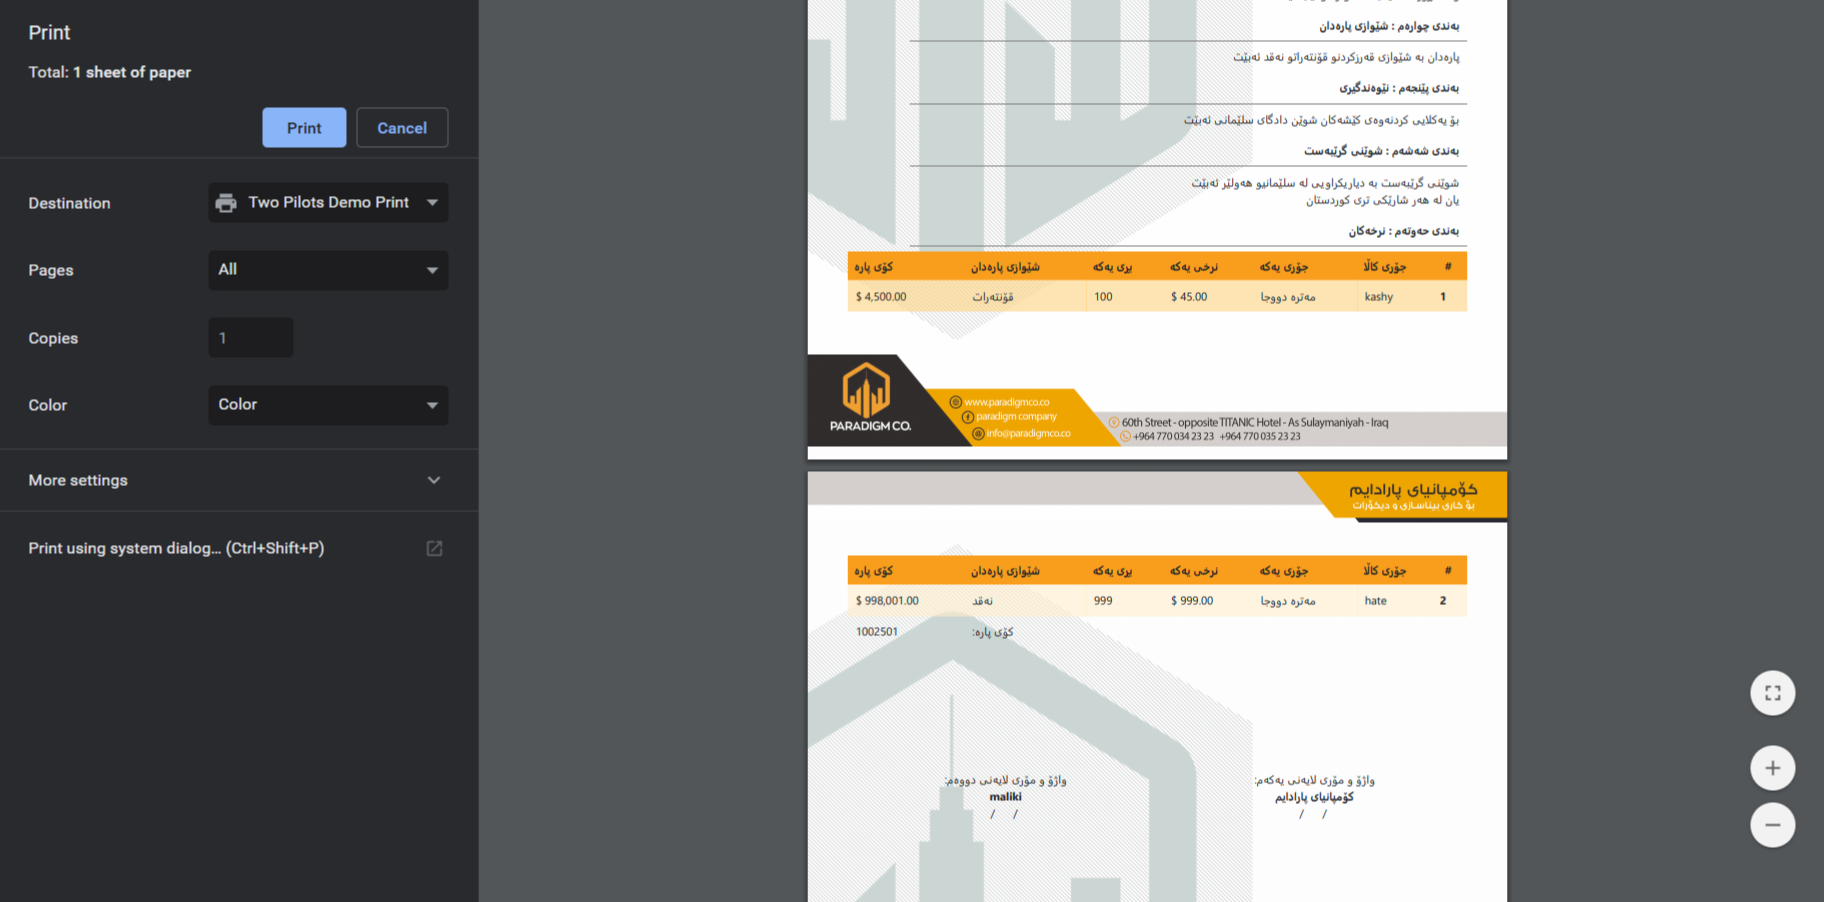 Print
Total: 1 sheet of paper
Print
Cancel
Destination
Two Pilots Demo Print
Pages
All
Copies
1
Color
Color
More settings
Print using system dialog... (Ctrl+Shift+P)
بەندی چوارەم : شێوازی پارەدان
پارەدان بە شێوازی قەرزکردنو قۆنتەراتو نەقد ئەبێت
بەندی پێنجەم : نێوەندگیری
بۆ یەکلایی کردنەوەی کێشەکان شوێن دادگای سلێمانی ئەبێت
بەندی شەشەم : شوێنی گرێبەست
شوێنی گرێبەست بە دیاریکراویی لە سلێمانیو هەولێر ئەبێت
یان لە هەر شارێکی تری کوردستان
بەندی حەوتەم : نرخەکان
# جۆری کاڵا جۆری یەکە نرخی یەکە بڕی یەکە شێوازی پارەدان کۆی پارە
1 kashy مەترە دووجا $ 45.00 100 قۆنتەرات $ 4,500.00
PARADIGM CO.
www.paradigmco.co
paradigm company
info@paradigmco.co
60th Street - opposite TITANIC Hotel - As Sulaymaniyah - Iraq
+964 770 034 23 23 +964 770 035 23 23
کۆمپانیای پارادایم
بۆ کاری بیناسازی و دیکۆرات
# جۆری کاڵا جۆری یەکە نرخی یەکە بڕی یەکە شێوازی پارەدان کۆی پارە
2 hate مەترە دووجا $ 999.00 999 نەقد $ 998,001.00
کۆی پارە: 1002501
واژۆ و مۆری لایەنی یەکەم:
کۆمپانیای پارادایم
/ /
واژۆ و مۆری لایەنی دووەم:
maliki
/ /